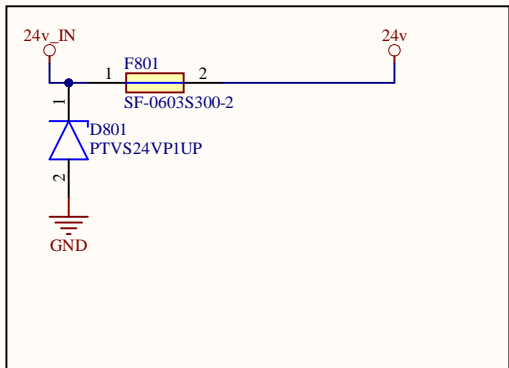 24v_IN
24v
F801
1
2
SF-0603S300-2
1
D801
PTVS24VP1UP
2
GND